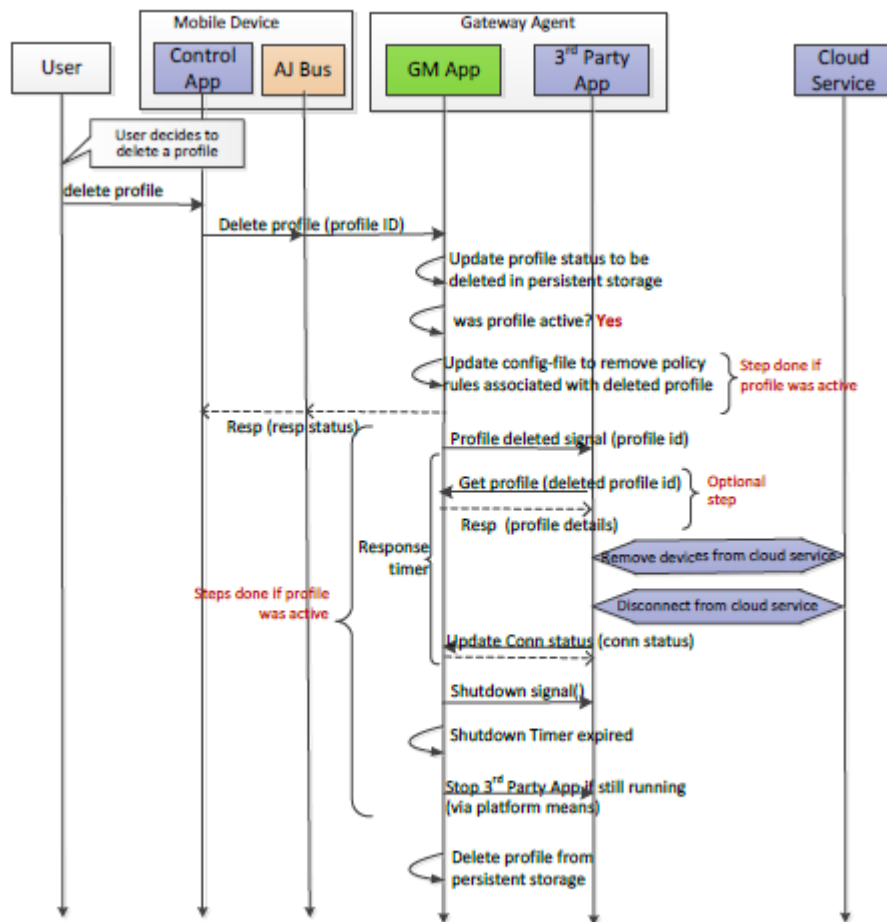 Mobile Device
Gateway Agent
User
Control
App
AJ Bus
GM App
3rd Party
App
Cloud
Service
User decides to
delete a profile
delete profile
Delete profile (profile ID)
Update profile status to be
deleted in persistent storage
was profile active? Yes
Update config-file to remove policy
rules associated with deleted profile
Step done if
profile was active
Resp (resp status)
Profile deleted signal (profile id)
Get profile (deleted profile id)
Optional
step
Resp (profile details)
Response
timer
Remove devices from cloud service
Steps done if profile
was active
Disconnect from cloud service
Update Conn status (conn status)
Shutdown signal()
Shutdown Timer expired
Stop 3rd Party App if still running
(via platform means)
Delete profile from
persistent storage